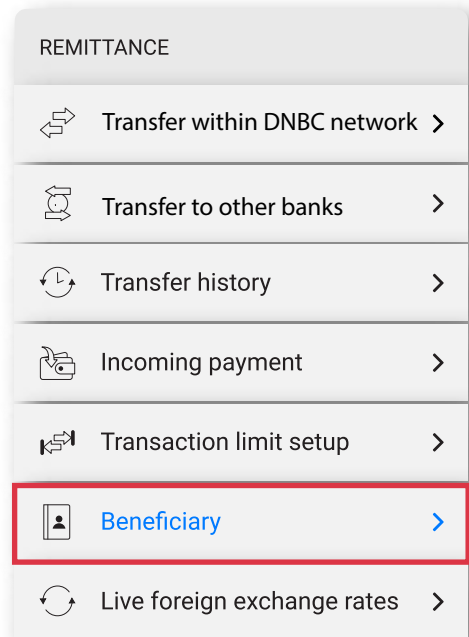 REMITTANCE
Transfer within DNBC network
Transfer to other banks
Transfer history
Incoming payment
Transaction limit setup
Beneficiary
Live foreign exchange rates